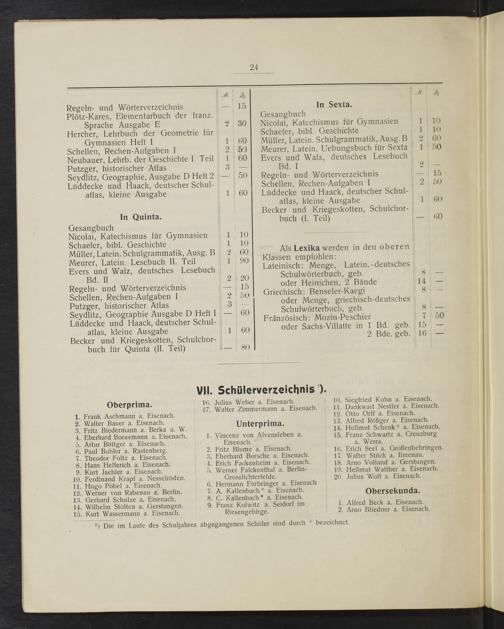 24
ℳ ₰
Regeln- und Wörterverzeichnis — 15
Plötz-Kares, Elementarbuch der franz.
Sprache Ausgabe E 2 30
Hercher, Lehrbuch der Geometrie für
Gymnasien Heft I 1 60
Schellen, Rechen-Aufgaben I 2 50
Neubauer, Lehrb. der Geschichte I. Teil 1 60
Putzger, historischer Atlas 3 —
Seydlitz, Geographie, Ausgabe D Heft 2 — 50
Lüddecke und Haack, deutscher Schul-
atlas, kleine Ausgabe 1 60
In Quinta.
Gesangbuch
Nicolai, Katechismus für Gymnasien 1 10
Schaefer, bibl. Geschichte 1 10
Müller, Latein. Schulgrammatik, Ausg. B 2 60
Meurer, Latein. Lesebuch II. Teil 1 90
Evers und Walz, deutsches Lesebuch
Bd. II 2 20
Regeln- und Wörterverzeichnis — 15
Schellen, Rechen-Aufgaben I 2 50
Putzger, historischer Atlas 3 —
Seydlitz, Geographie Ausgabe D Heft I — 60
Lüddecke und Haack, deutscher Schul-
atlas, kleine Ausgabe 1 60
Becker und Kriegeskotten, Schulchor-
buch für Quinta (II. Teil) — 80
ℳ ₰
In Sexta.
Gesangbuch
Nicolai, Katechismus für Gymnasien 1 10
Schaefer, bibl. Geschichte 1 10
Müller, Latein. Schulgrammatik, Ausg. B 2 60
Meurer, Latein. Uebungsbuch für Sexta 1 50
Evers und Walz, deutsches Lesebuch
Bd. I 2 —
Regeln- und Wörterverzeichnis — 15
Schellen, Rechen-Aufgaben I 2 50
Lüddecke und Haack, deutscher Schul-
atlas, kleine Ausgabe 1 60
Becker und Kriegeskotten, Schulchor-
buch (I. Teil) — 60
Als Lexika werden in den oberen
Klassen empfohlen:
Lateinisch: Menge, Latein.-deutsches
Schulwörterbuch, geb. 8 —
oder Heinichen, 2 Bände 14 —
Griechisch: Benseler-Kaegi 8 —
oder Menge, griechisch-deutsches
Schulwörterbuch, geb. 8 —
Französisch: Mozin-Peschier 7 50
oder Sachs-Villatte in 1 Bd. geb. 15 —
2 Bde. geb. 16 —
VII. Schülerverzeichnis *).
Oberprima.
1. Frank Aschmann a. Eisenach.
2. Walter Bauer a. Eisenach.
3. Fritz Biedermann a. Berka a. W.
4. Eberhard Bornemann a. Eisenach.
5. Artur Böttger a. Eisenach.
6. Paul Buhler a. Rastenberg.
7. Theodor Foltz a. Eisenach.
8. Hans Helferich a. Eisenach.
9. Kurt Jaehler a. Eisenach.
10. Ferdinand Krapf a. Nesselröden.
11. Hugo Pöbel a. Eisenach.
12. Werner von Rabenau a. Berlin.
13. Gerhard Schulze a. Eisenach.
14. Wilhelm Stölten a. Gerstungen.
15. Kurt Wassermann a. Eisenach.
16. Julius Weber a. Eisenach.
17. Walter Zimmermann a. Eisenach.
Unterprima.
1. Vincenz von Alvensleben a.
Eisenach.
2. Fritz Blume a. Eisenach.
3. Eberhard Borsche a. Eisenach.
4. Erich Fackenheim a. Eisenach.
5. Werner Falckenthal a. Berlin-
Grosslichterfelde.
6. Hermann Fürbringer a. Eisenach
7. A. Kallenbach * a. Eisenach.
8. C. Kallenbach * a. Eisenach.
9. Franz Kolwitz a. Seidorf im
Riesengebirge.
10. Siegfried Kuhn a. Eisenach.
11. Dankwart Nestler a. Eisenach.
12. Otto Orff a. Eisenach.
13. Alfred Rößger a. Eisenach.
14. Hellmut Schenk * a. Eisenach.
15. Franz Schwartz a. Creuzburg
a. Werra.
16. Erich Seel a. Großbehringen.
17. Walter Stück a. Ilmenau.
18. Arno Volland a. Gerstungen.
19. Hellmut Walther a. Eisenach.
20. Julius Wolf a. Eisenach.
Obersekunda.
1. Alfred Beck a. Eisenach.
2. Arno Bliedner a. Eisenach.
*) Die im Laufe des Schuljahres abgegangenen Schüler sind durch * bezeichnet.